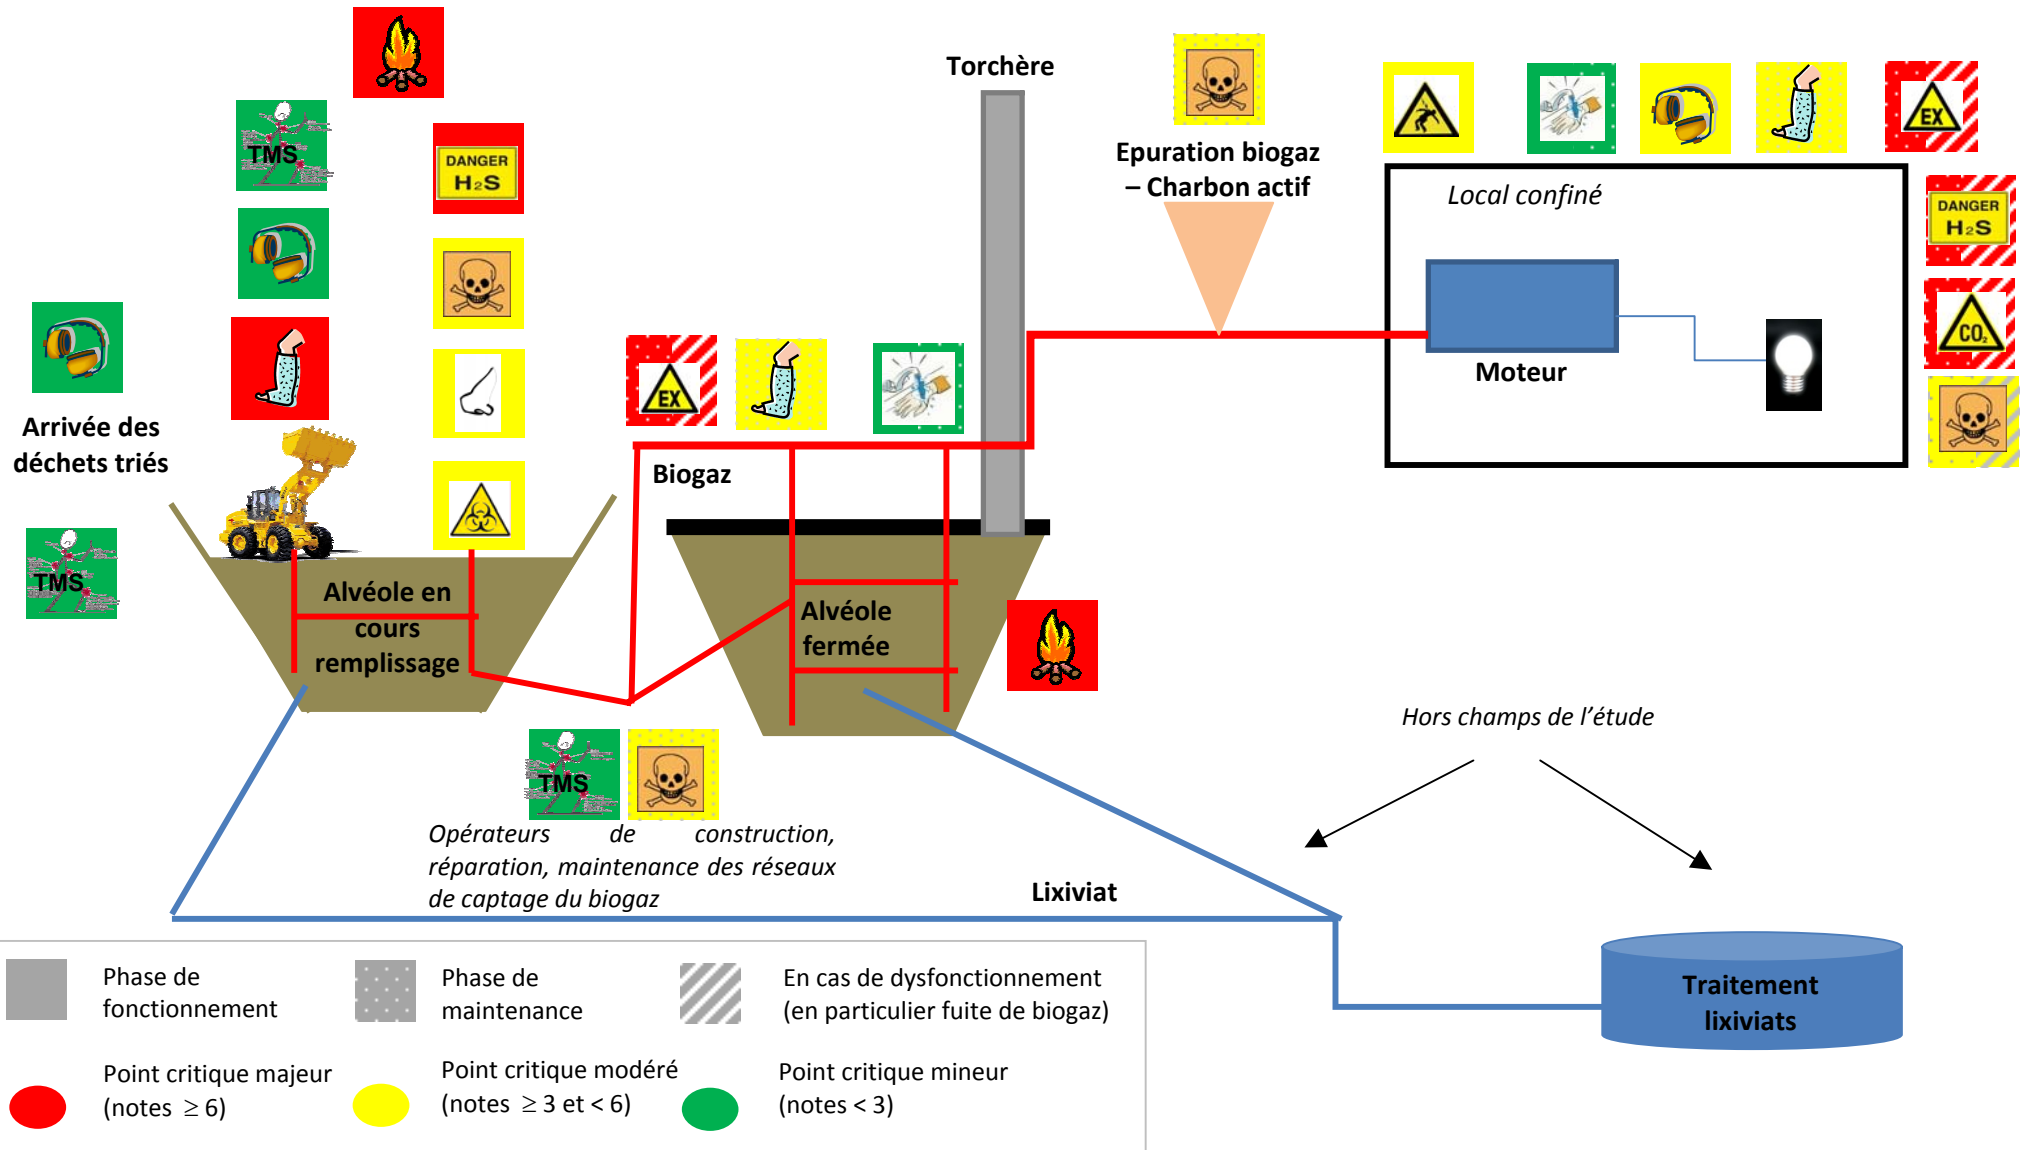 Torchère
Epuration biogaz
– Charbon actif
TMS
DANGER
H₂S
EX
Local confiné
DANGER
H₂S
CO₂
Moteur
Arrivée des
déchets triés
EX
Biogaz
TMS
Alvéole en
cours
remplissage
Alvéole
fermée
Hors champs de l’étude
TMS
Opérateurs de construction,
réparation, maintenance des réseaux
de captage du biogaz
Lixiviat
Traitement
lixiviats
Phase de
fonctionnement
Phase de
maintenance
En cas de dysfonctionnement
(en particulier fuite de biogaz)
Point critique majeur
(notes ≥ 6)
Point critique modéré
(notes ≥ 3 et < 6)
Point critique mineur
(notes < 3)